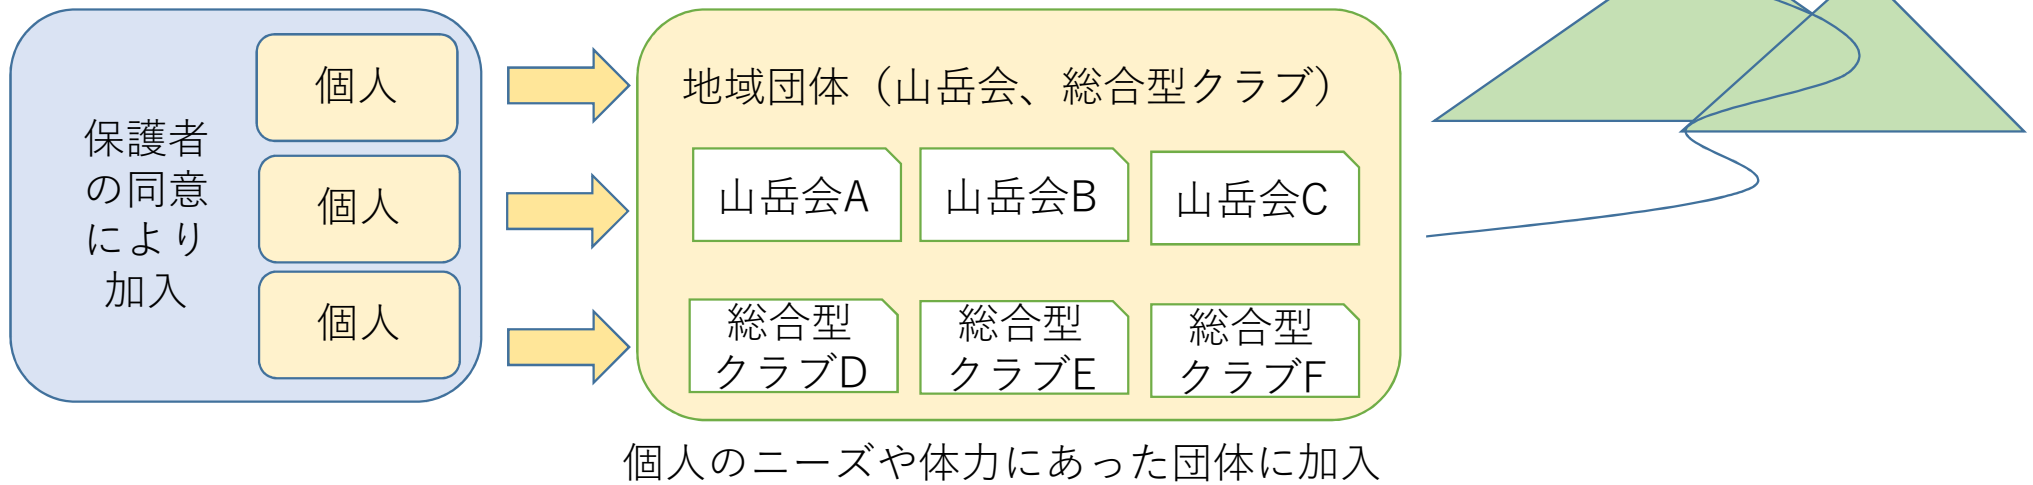 保護者
の同意
により
加入
個人
個人
個人
地域団体（山岳会、総合型クラブ）
山岳会A
山岳会B
山岳会C
総合型
クラブD
総合型
クラブE
総合型
クラブF
個人のニーズや体力にあった団体に加入